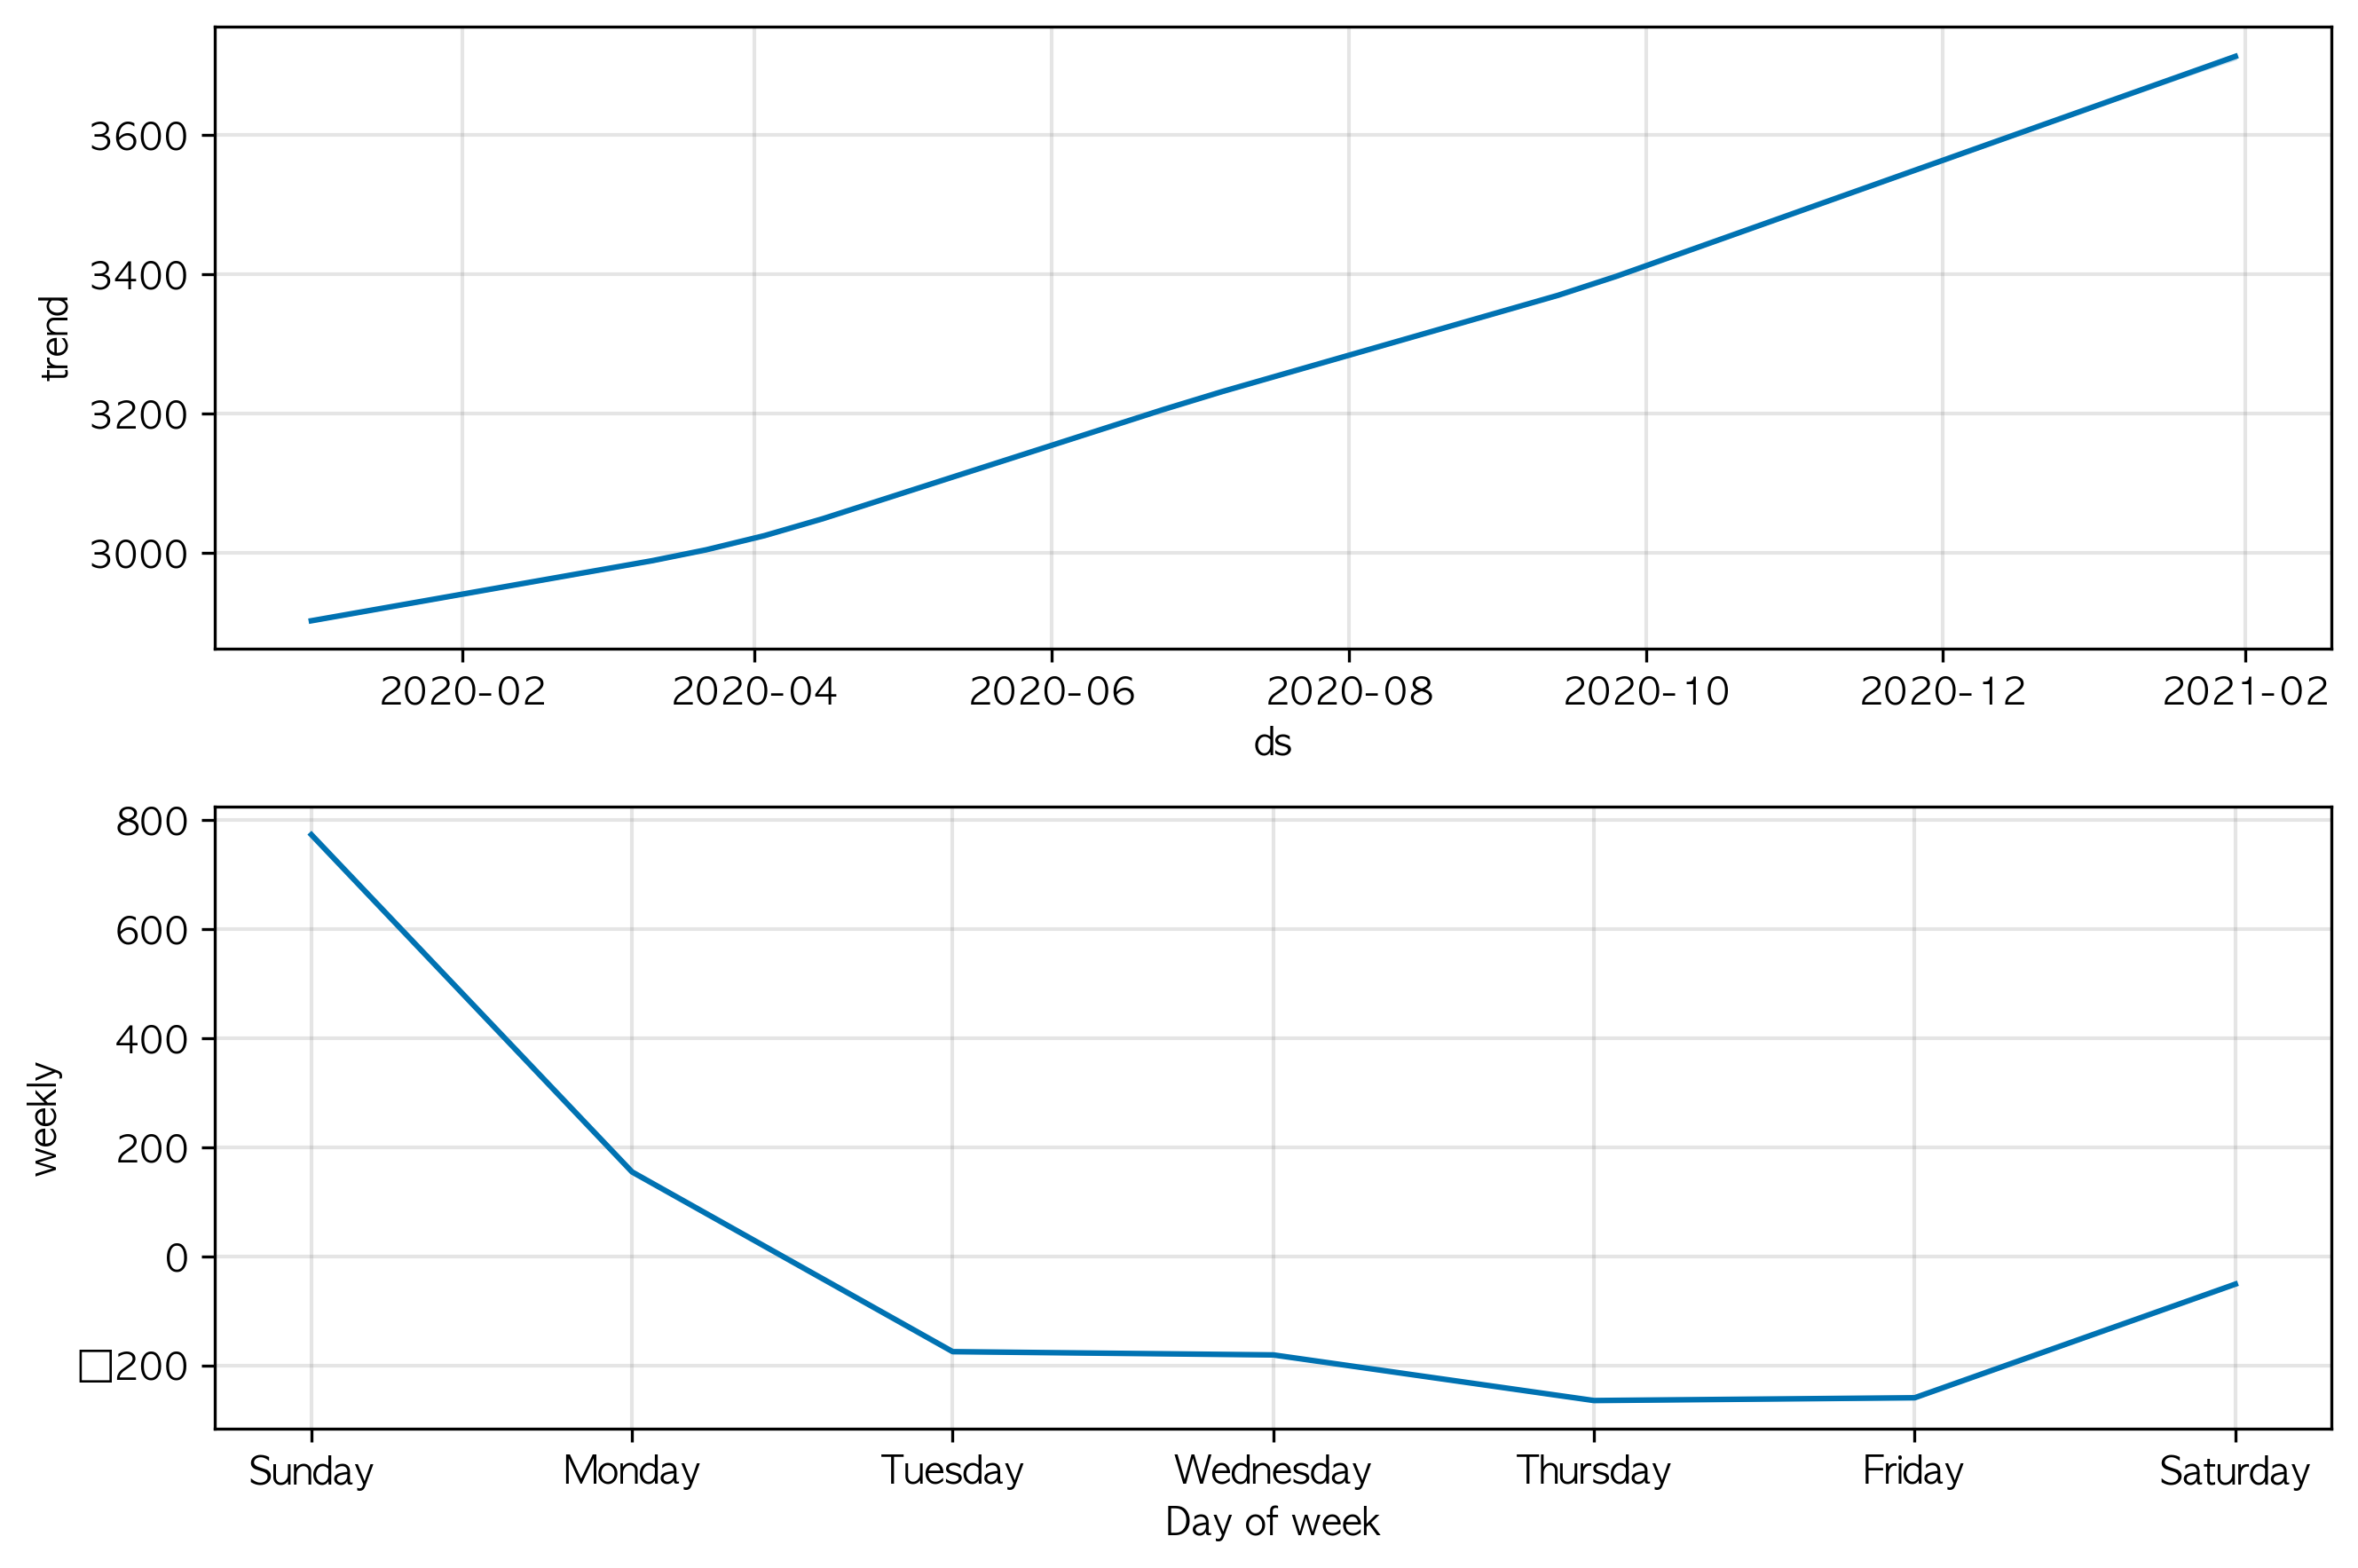 3600
3400
3200
3000
trend
2020-02 2020-04 2020-06 2020-08 2020-10 2020-12 2021-02
ds
800
600
400
200
0
□200
weekly
Sunday Monday Tuesday Wednesday Thursday Friday Saturday
Day of week